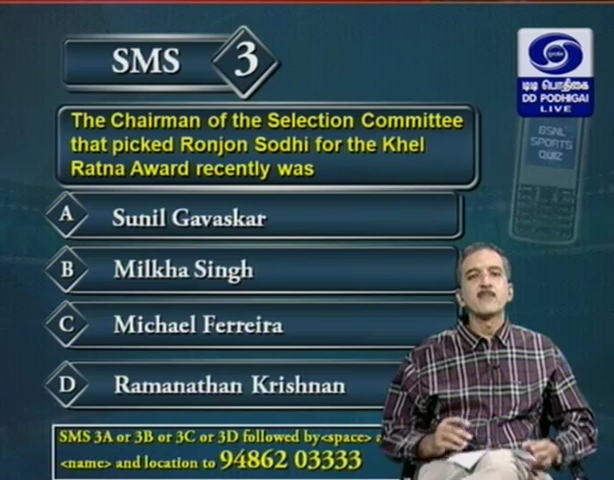 SMS 3
டிடி பொதிகை
DD PODHIGAI
LIVE
The Chairman of the Selection Committee
that picked Ronjon Sodhi for the Khel
Ratna Award recently was
BSNL
SPORTS
QUIZ
A Sunil Gavaskar
B Milkha Singh
C Michael Ferreira
D Ramanathan Krishnan
SMS 3A or 3B or 3C or 3D followed by<space>
<name> and location to 94862 03333